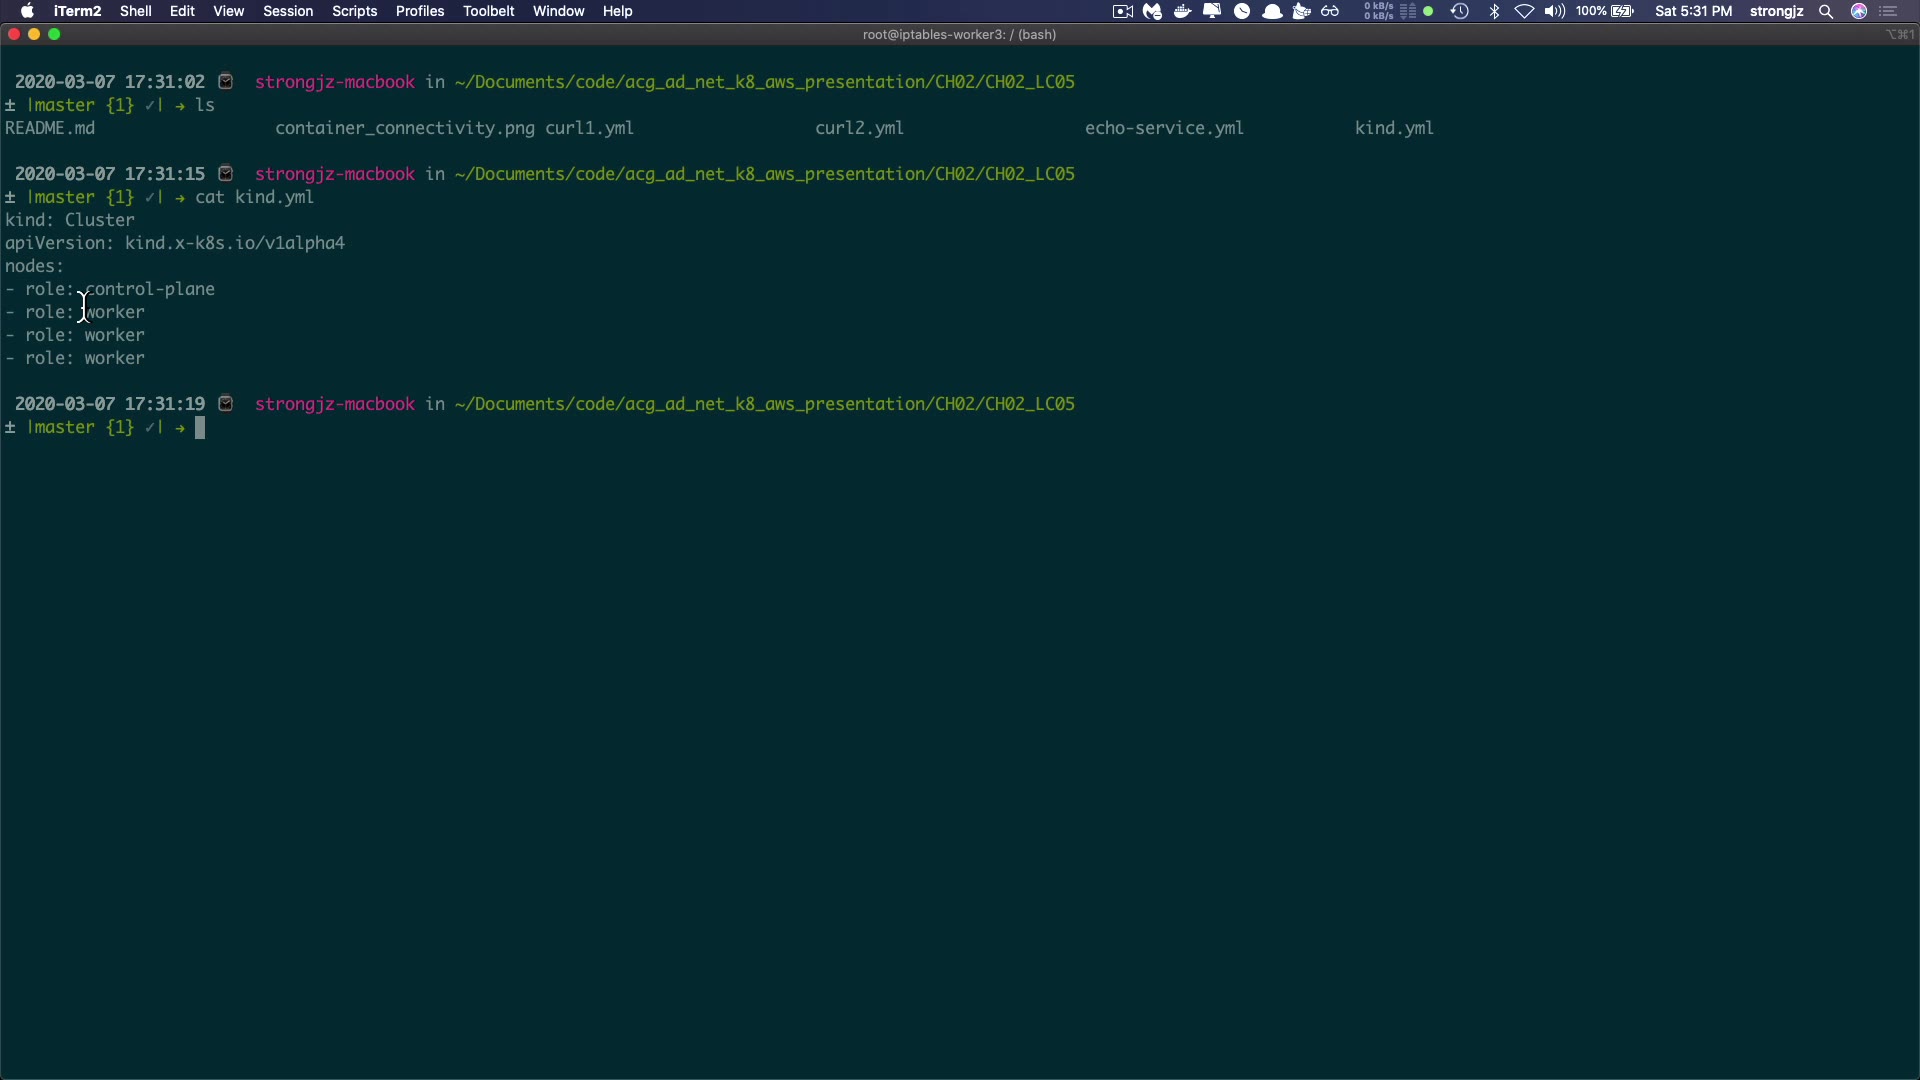 iTerm2 Shell Edit View Session Scripts Profiles Toolbelt Window Help 0 kB/s 0 kB/s 100% Sat 5:31 PM strongjz
root@iptables-worker3: / (bash) ⌥⌘1
2020-03-07 17:31:02 strongjz-macbook in ~/Documents/code/acg_ad_net_k8_aws_presentation/CH02/CH02_LC05
± |master {1} ✓| → ls
README.md container_connectivity.png curl1.yml curl2.yml echo-service.yml kind.yml
2020-03-07 17:31:15 strongjz-macbook in ~/Documents/code/acg_ad_net_k8_aws_presentation/CH02/CH02_LC05
± |master {1} ✓| → cat kind.yml
kind: Cluster
apiVersion: kind.x-k8s.io/v1alpha4
nodes:
- role: control-plane
- role: worker
- role: worker
- role: worker
2020-03-07 17:31:19 strongjz-macbook in ~/Documents/code/acg_ad_net_k8_aws_presentation/CH02/CH02_LC05
± |master {1} ✓| →